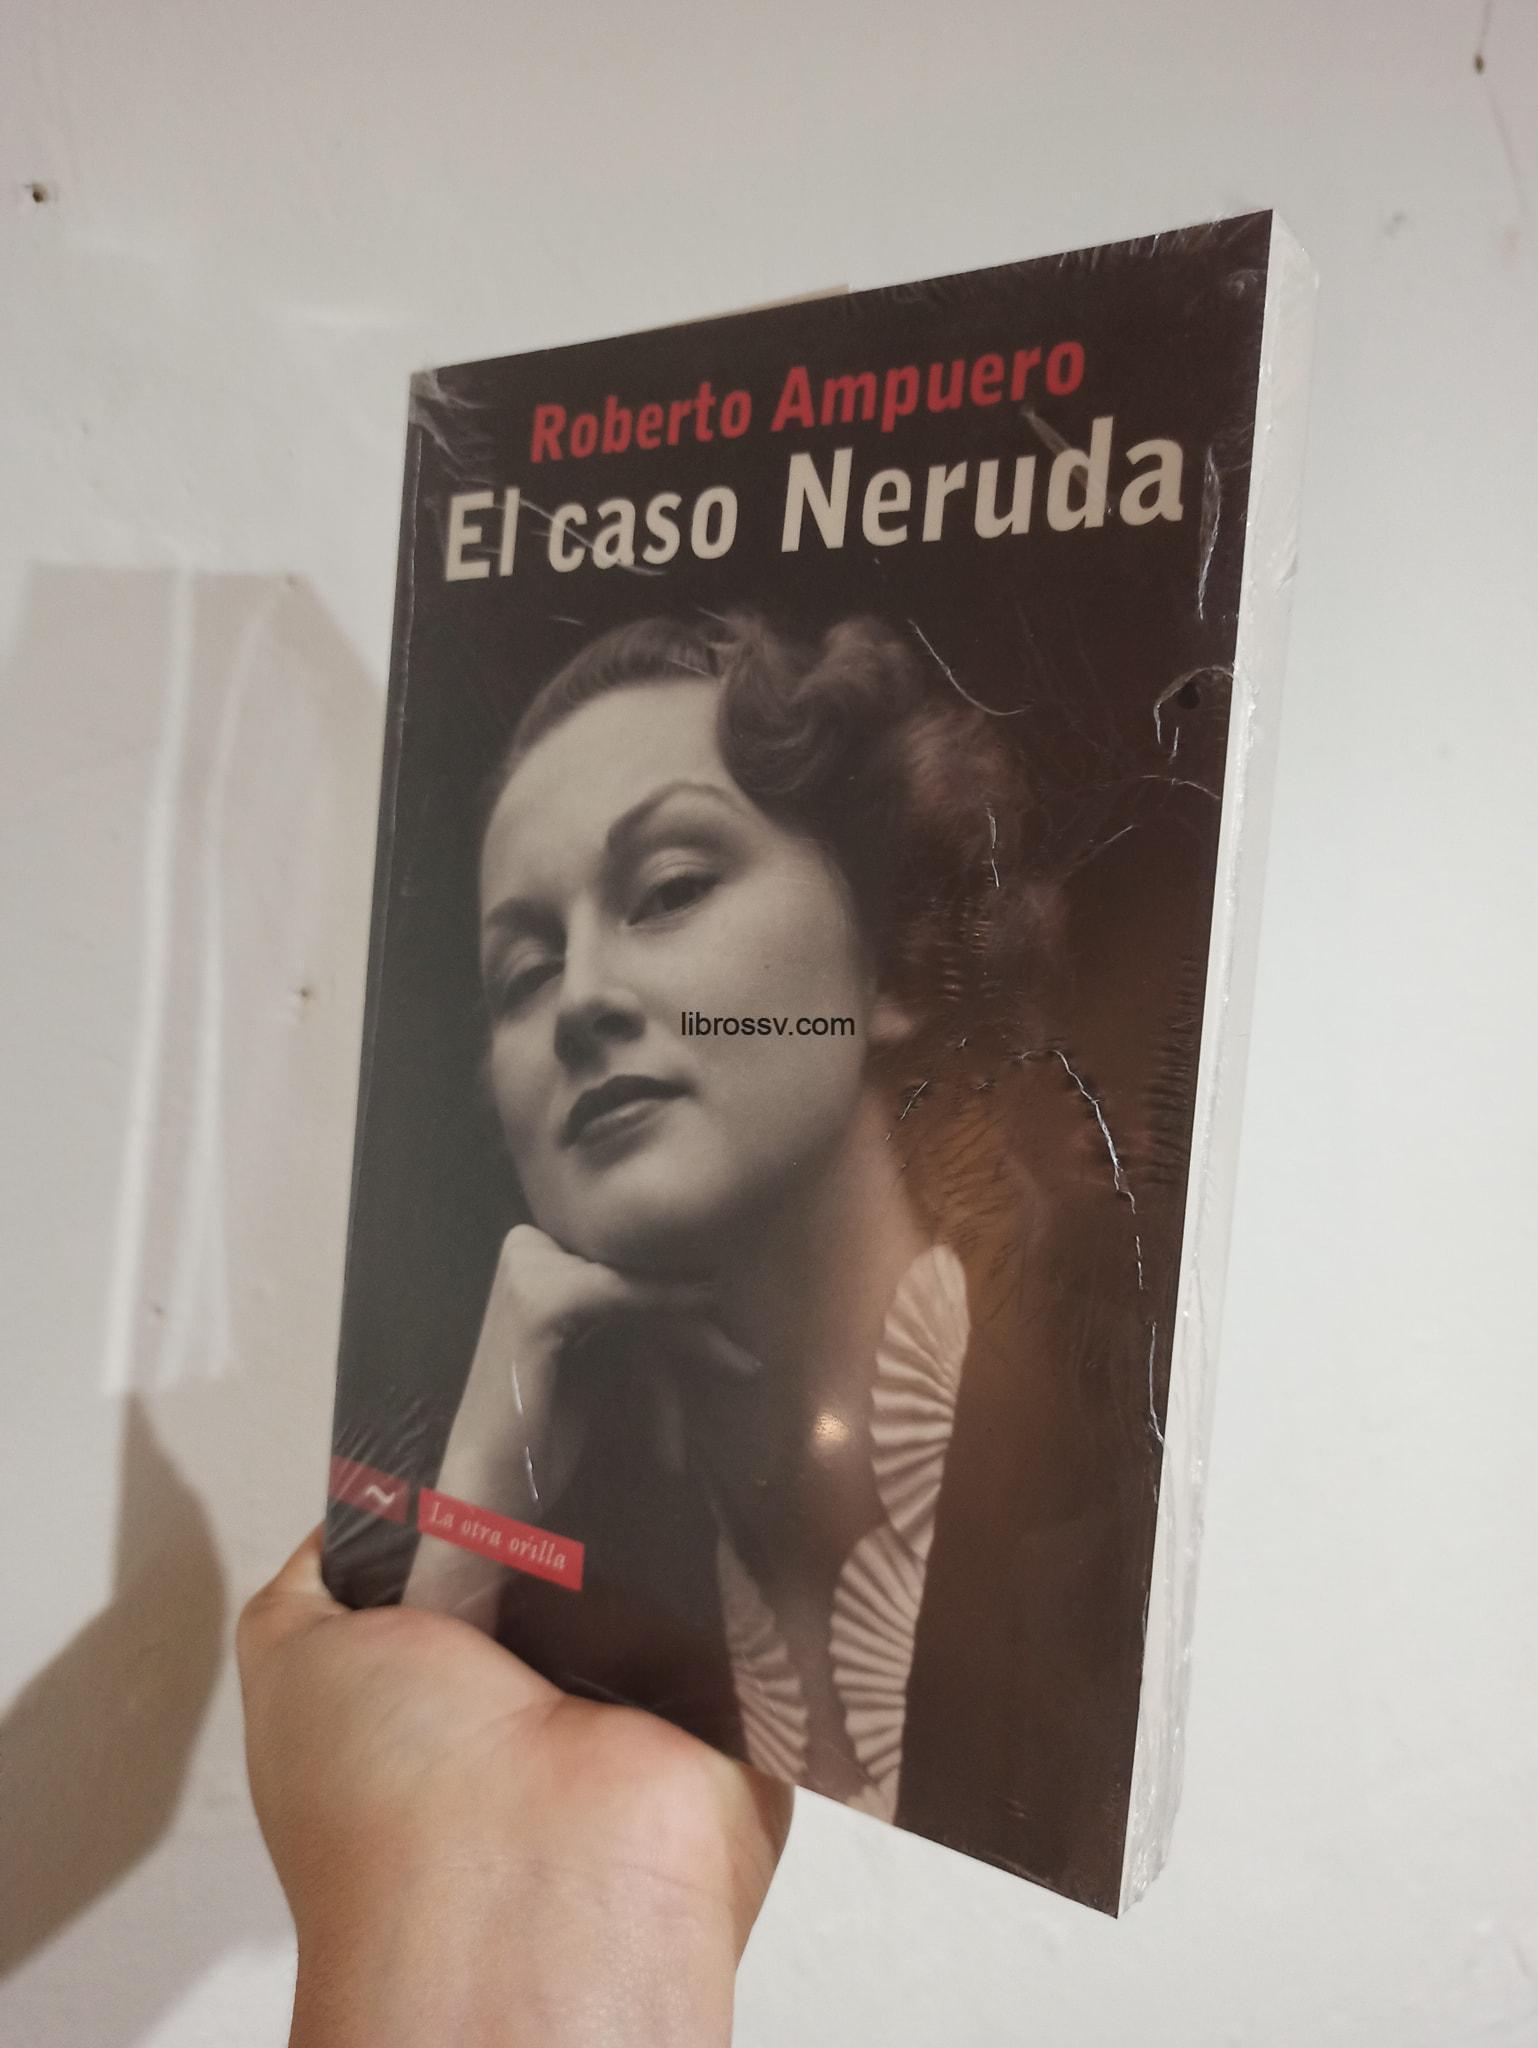 Roberto Ampuero
El caso Neruda
librossv.com
~
La otra orilla